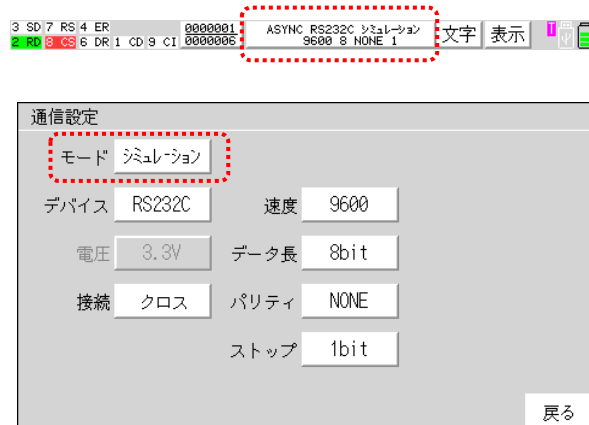 3 SD 7 RS 4 ER 0000001 ASYNC RS232C シミュレーション 文字 表示 T
2 RD 8 CS 6 DR 1 CD 9 CI 0000006 9600 8 NONE 1
通信設定
モード シミュレーション
デバイス RS232C 速度 9600
電圧 3.3V データ長 8bit
接続 クロス パリティ NONE
ストップ 1bit
戻る